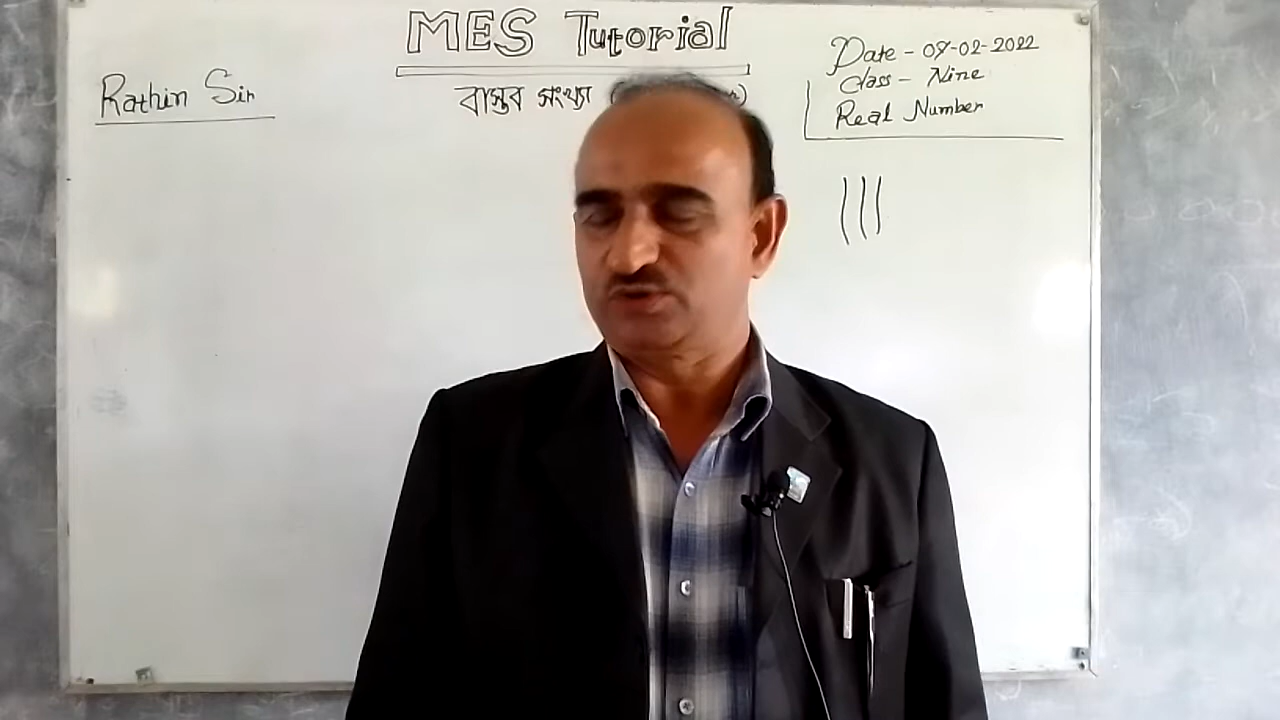 MES Tutorial
Rathin Sir
বাস্তব সংখ্যা
Date - 08-02-2022
Class - Nine
Real Number